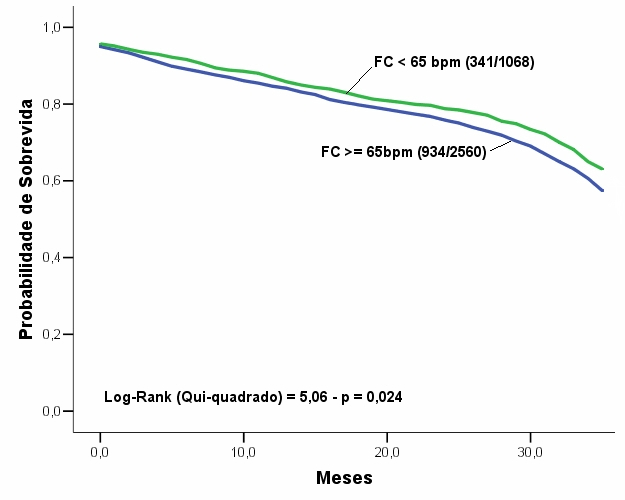 1,0
0,8
0,6
0,4
0,2
0,0
Probabilidade de Sobrevida
FC < 65 bpm (341/1068)
FC >= 65bpm (934/2560)
Log-Rank (Qui-quadrado) = 5,06 - p = 0,024
0,0 10,0 20,0 30,0
Meses